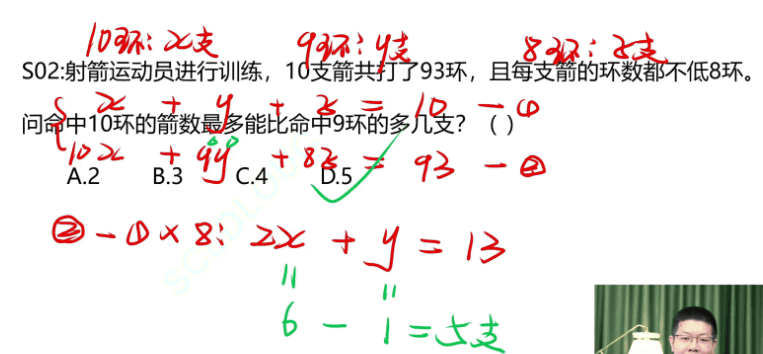 10环: x支 9环: y支 8环: z支
S02:射箭运动员进行训练，10支箭共打了93环，且每支箭的环数都不低8环。
x + y + z = 10 — ①
问命中10环的箭数最多能比命中9环的多几支？（ ）
10x + 9y + 8z = 93 — ②
A.2 B.3 C.4 D.5
② — ① × 8: 2x + y = 13
6 — 1 = 5支